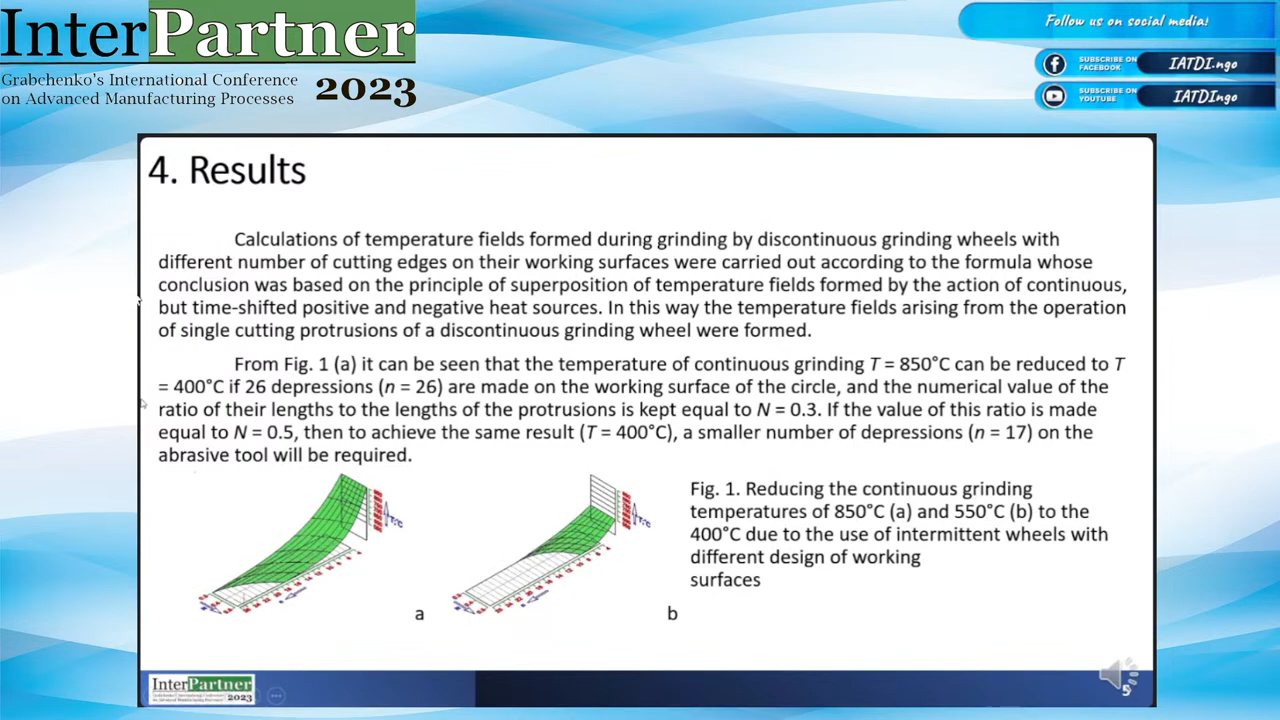 InterPartner
Grabchenko's International Conference
on Advanced Manufacturing Processes
2023
Follow us on social media!
SUBSCRIBE ON
FACEBOOK
IATDI.ngo
SUBSCRIBE ON
YOUTUBE
IATDIngo
4. Results
Calculations of temperature fields formed during grinding by discontinuous grinding wheels with
different number of cutting edges on their working surfaces were carried out according to the formula whose
conclusion was based on the principle of superposition of temperature fields formed by the action of continuous,
but time-shifted positive and negative heat sources. In this way the temperature fields arising from the operation
of single cutting protrusions of a discontinuous grinding wheel were formed.
From Fig. 1 (a) it can be seen that the temperature of continuous grinding T = 850°C can be reduced to T
= 400°C if 26 depressions (n = 26) are made on the working surface of the circle, and the numerical value of the
ratio of their lengths to the lengths of the protrusions is kept equal to N = 0.3. If the value of this ratio is made
equal to N = 0.5, then to achieve the same result (T = 400°C), a smaller number of depressions (n = 17) on the
abrasive tool will be required.
a
b
Fig. 1. Reducing the continuous grinding
temperatures of 850°C (a) and 550°C (b) to the
400°C due to the use of intermittent wheels with
different design of working
surfaces
InterPartner
2023
5